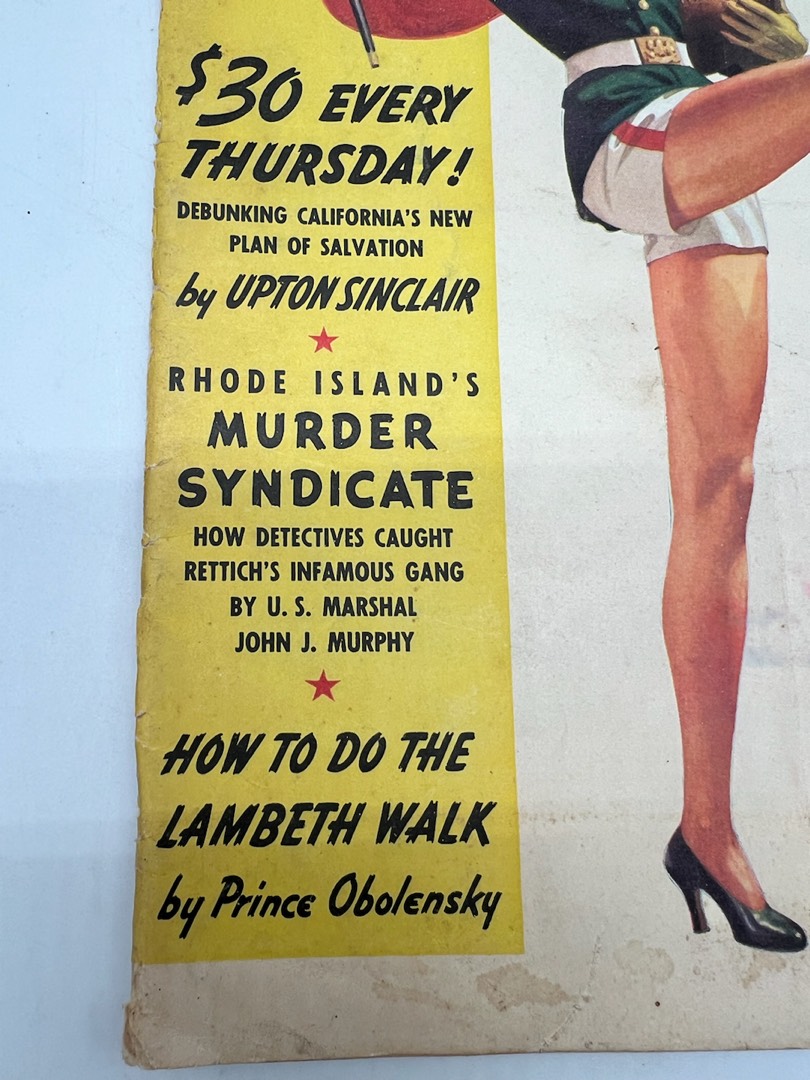 $30 EVERY
THURSDAY!
DEBUNKING CALIFORNIA'S NEW
PLAN OF SALVATION
by UPTON SINCLAIR
RHODE ISLAND'S
MURDER
SYNDICATE
HOW DETECTIVES CAUGHT
RETTICH'S INFAMOUS GANG
BY U. S. MARSHAL
JOHN J. MURPHY
HOW TO DO THE
LAMBETH WALK
by Prince Obolensky